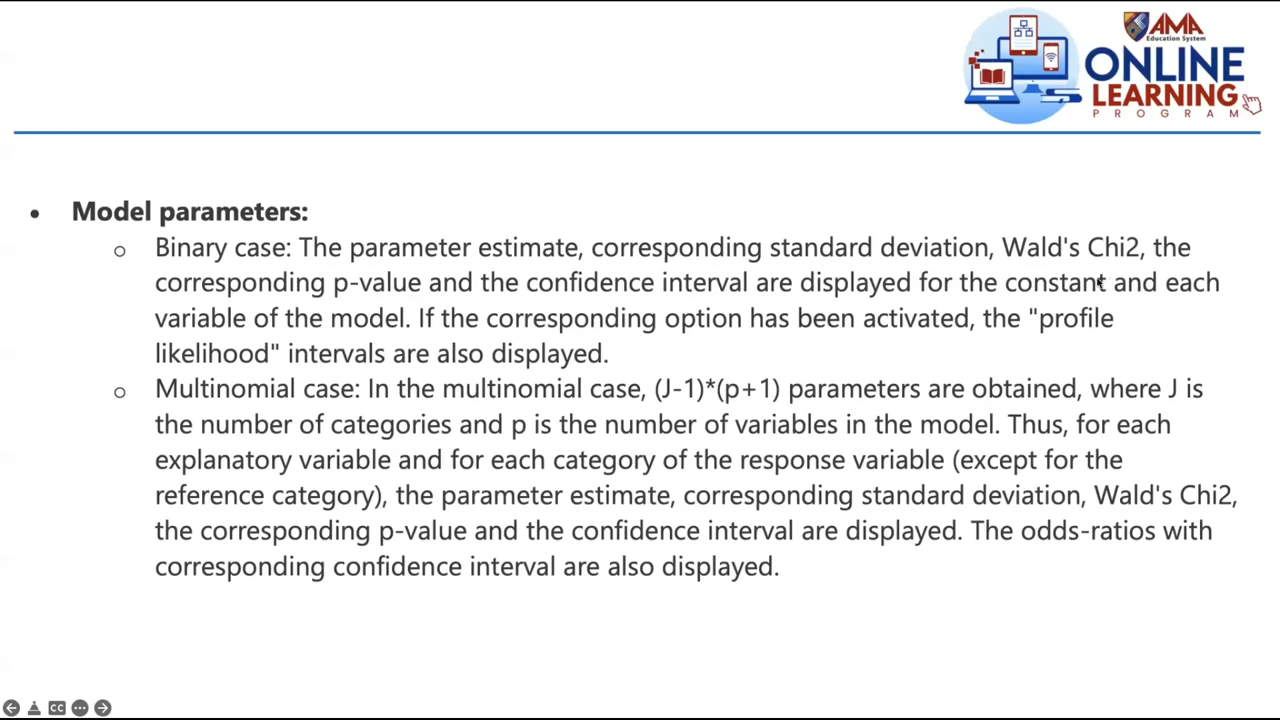 AMA
Education System
ONLINE
LEARNING
PROGRAM
• Model parameters:
o Binary case: The parameter estimate, corresponding standard deviation, Wald's Chi2, the
corresponding p-value and the confidence interval are displayed for the constant and each
variable of the model. If the corresponding option has been activated, the "profile
likelihood" intervals are also displayed.
o Multinomial case: In the multinomial case, (J-1)*(p+1) parameters are obtained, where J is
the number of categories and p is the number of variables in the model. Thus, for each
explanatory variable and for each category of the response variable (except for the
reference category), the parameter estimate, corresponding standard deviation, Wald's Chi2,
the corresponding p-value and the confidence interval are displayed. The odds-ratios with
corresponding confidence interval are also displayed.
CC